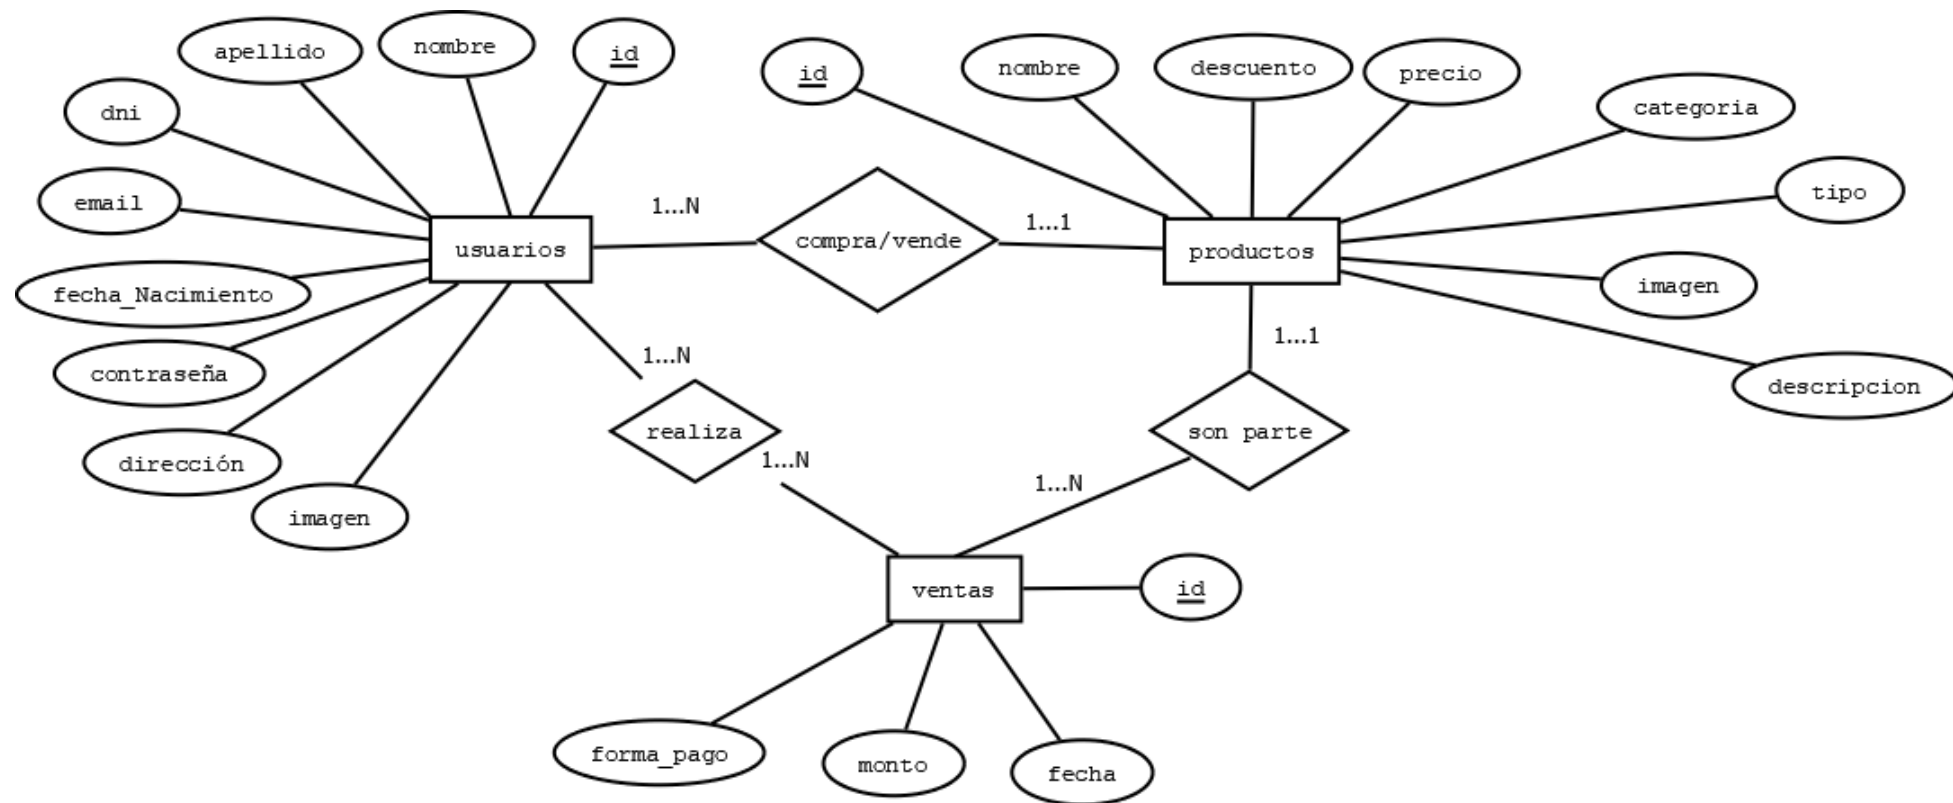 apellido
nombre
id
dni
email
fecha_Nacimiento
contraseña
dirección
imagen
usuarios
1...N
compra/vende
1...1
id
nombre
descuento
precio
categoria
tipo
imagen
descripcion
productos
1...N
realiza
1...N
1...1
son parte
1...N
ventas
id
forma_pago
monto
fecha